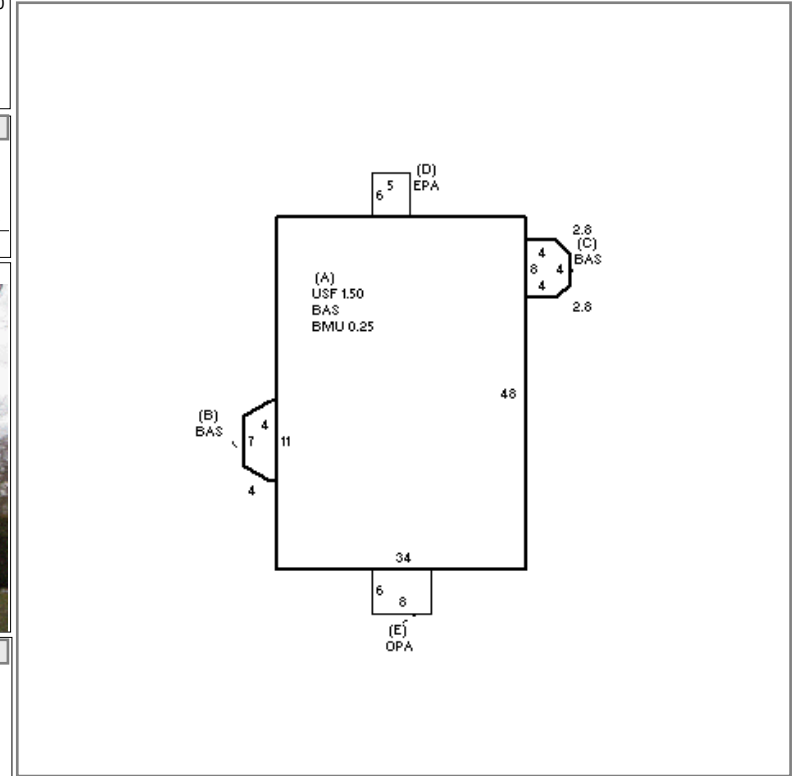 (D)
5 EPA
6
2.8
(C)
4 BAS
8 4
4
2.8
(A)
USF 1.50
BAS
BMU 0.25
48
(B)
BAS
4
7 11
4
34
6
8
(E)
OPA